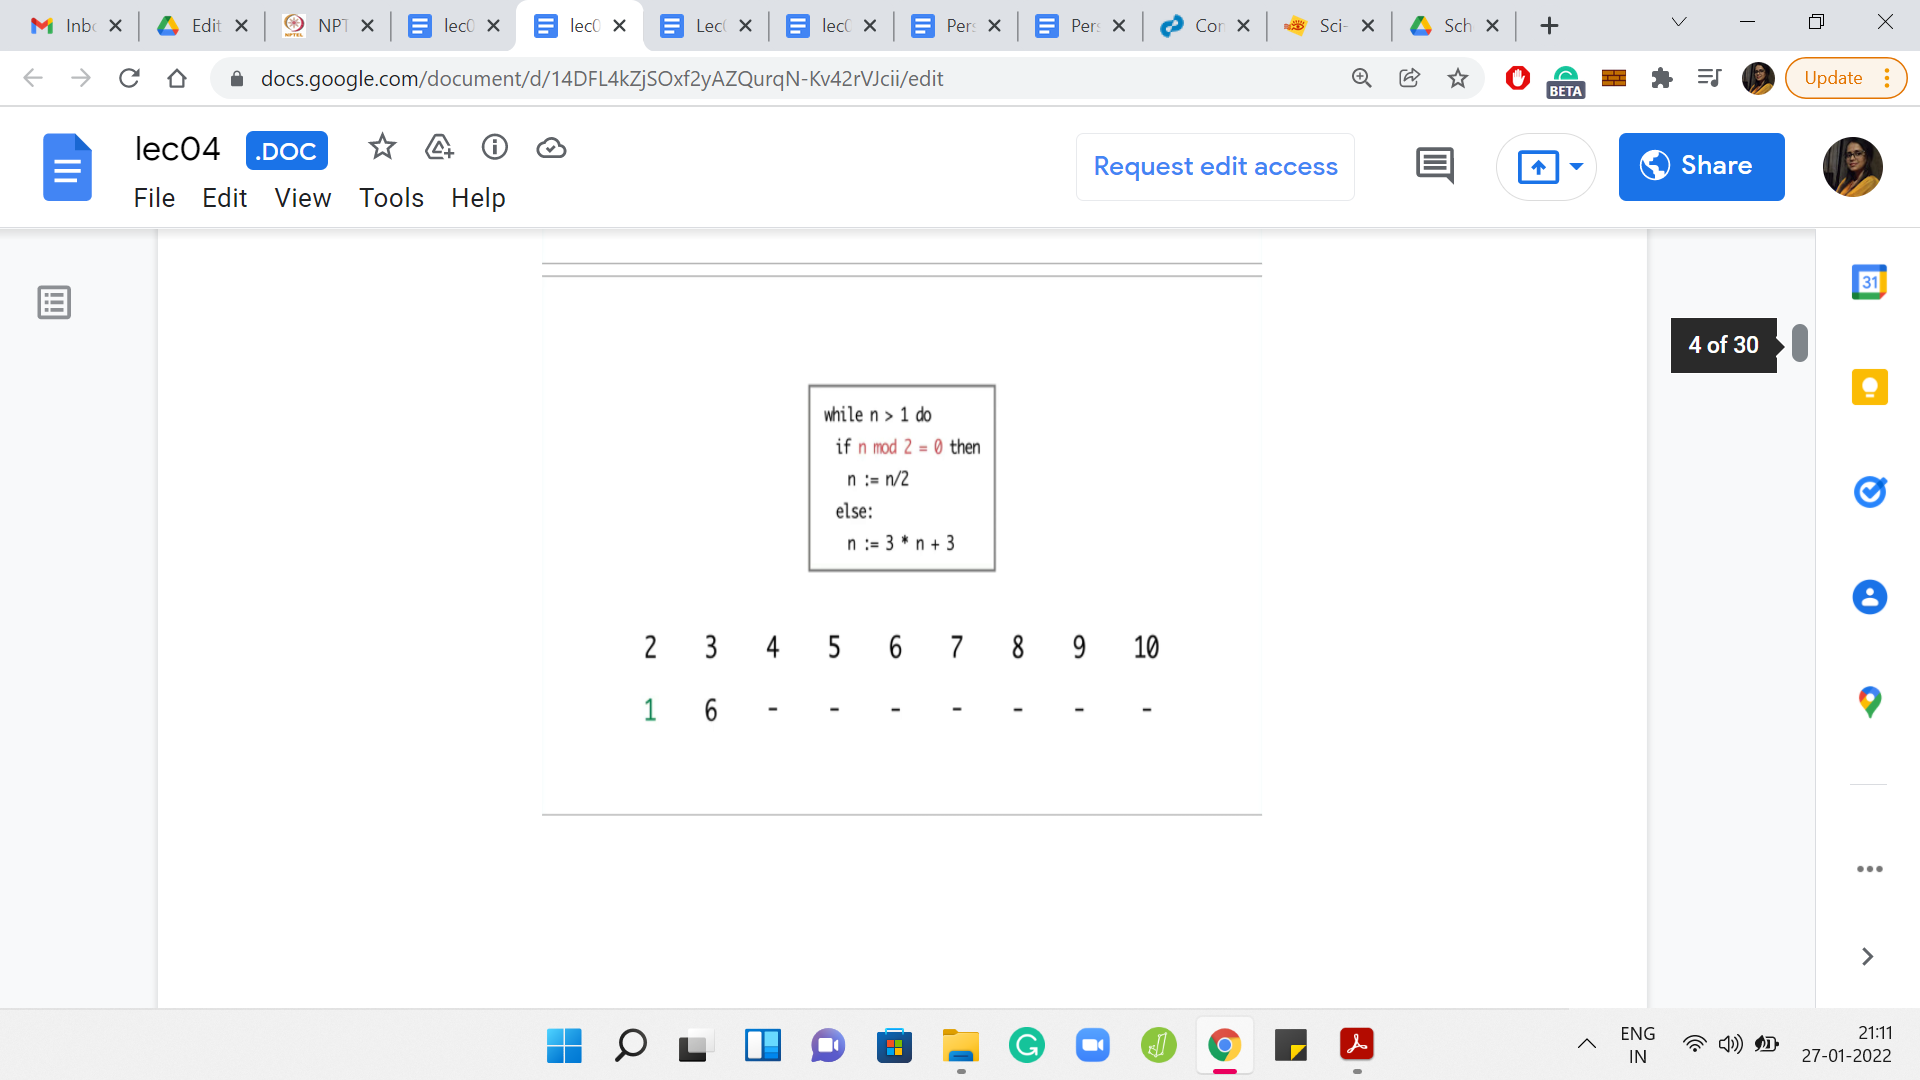 Inbc
Edit
NPT
lec0
lec0
Lec
lec0
Pers
Pers
Cor
Sci-
Sch
docs.google.com/document/d/14DFL4kZjSOxf2yAZQurqN-Kv42rVJcii/edit
BETA
Update
lec04 .DOC
File Edit View Tools Help
Request edit access
Share
31
4 of 30
while n > 1 do
if n mod 2 = 0 then
n := n/2
else:
n := 3 * n + 3
2 3 4 5 6 7 8 9 10
1 6 - - - - - - -
ENG
IN
21:11
27-01-2022